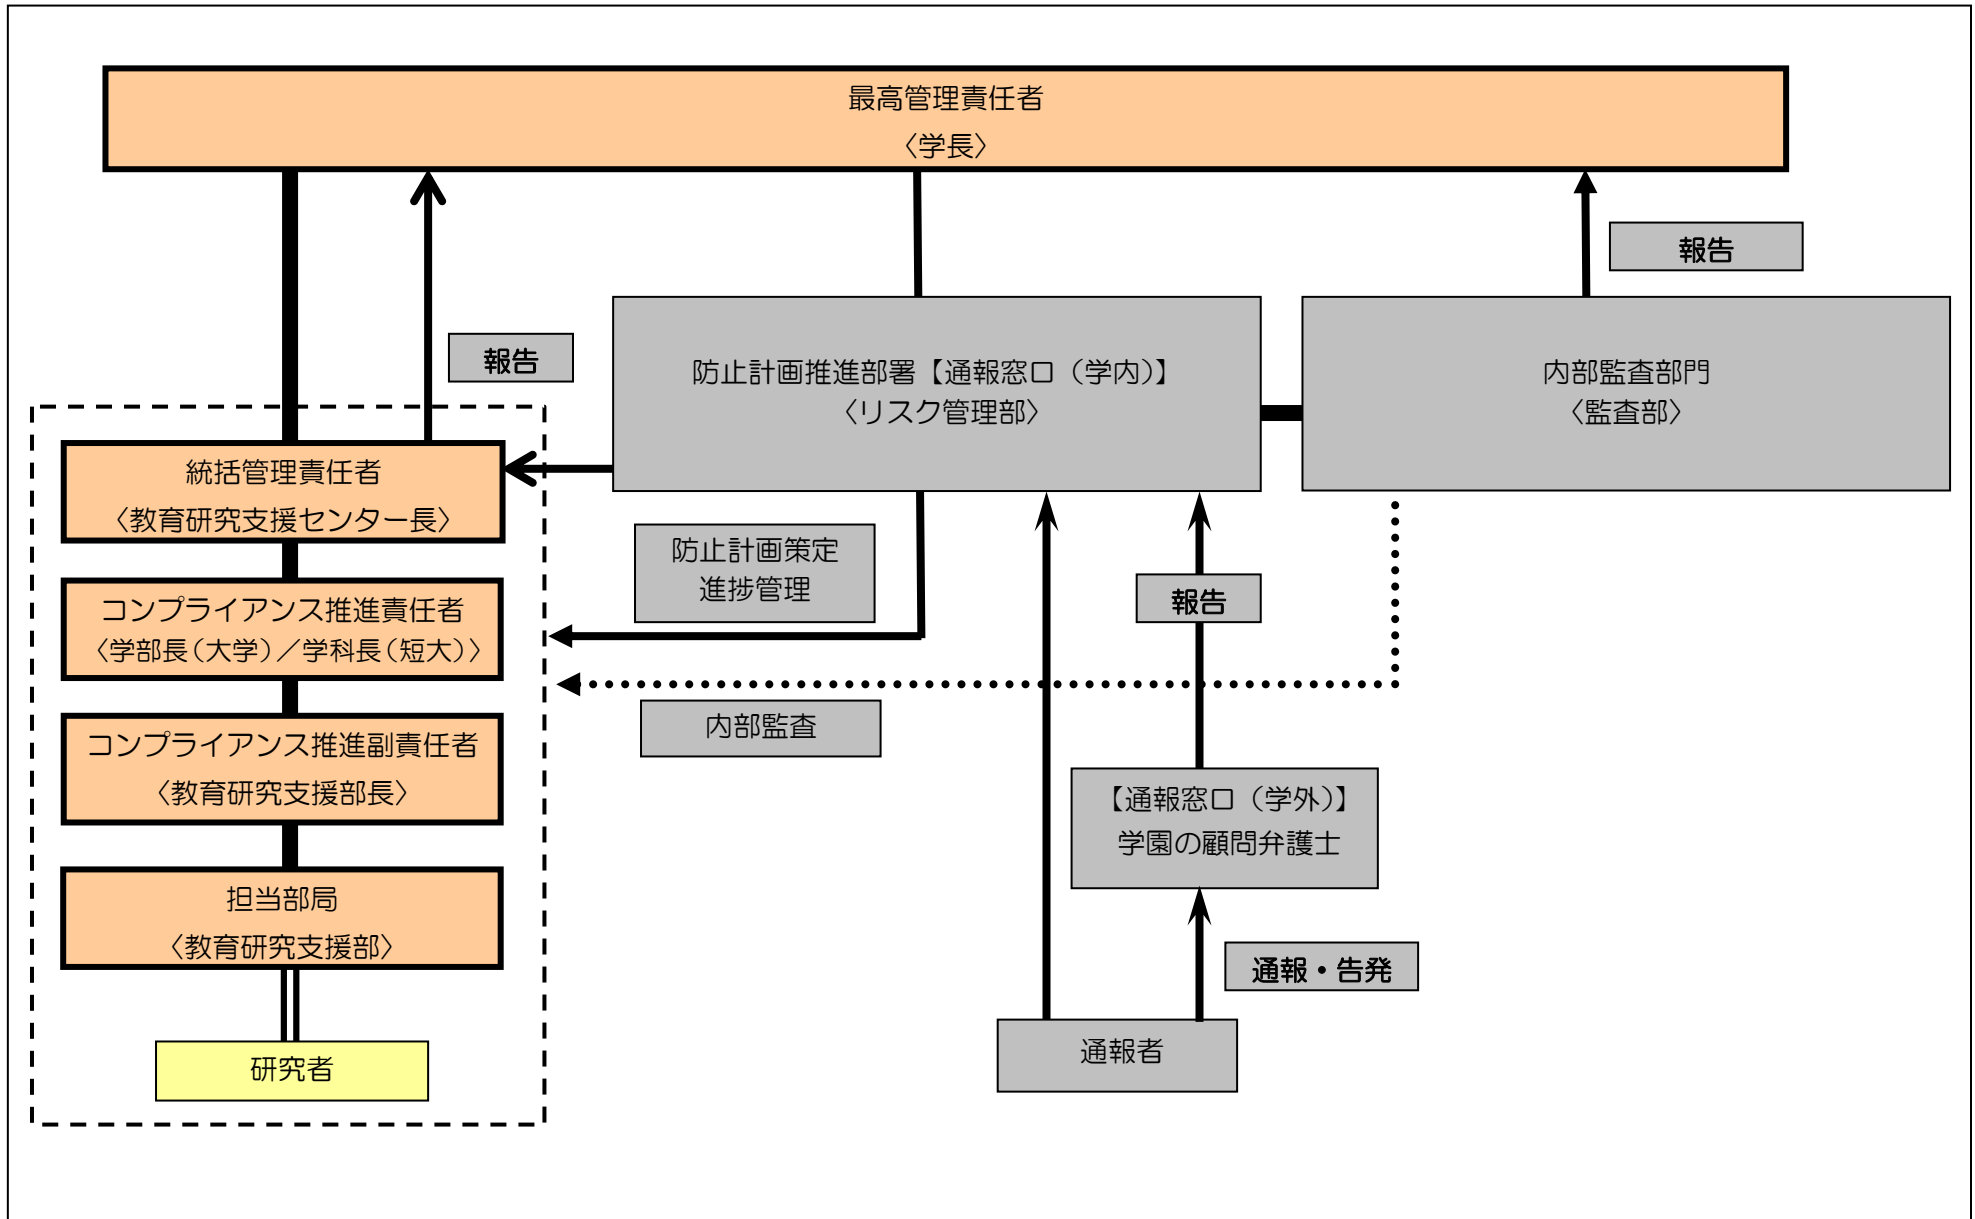 最高管理責任者
〈学長〉
報告
報告
防止計画推進部署【通報窓口（学内）】
〈リスク管理部〉
内部監査部門
〈監査部〉
統括管理責任者
〈教育研究支援センター長〉
防止計画策定
進捗管理
コンプライアンス推進責任者
〈学部長（大学）／学科長（短大）〉
報告
内部監査
コンプライアンス推進副責任者
〈教育研究支援部長〉
【通報窓口（学外）】
学園の顧問弁護士
担当部局
〈教育研究支援部〉
通報・告発
研究者
通報者